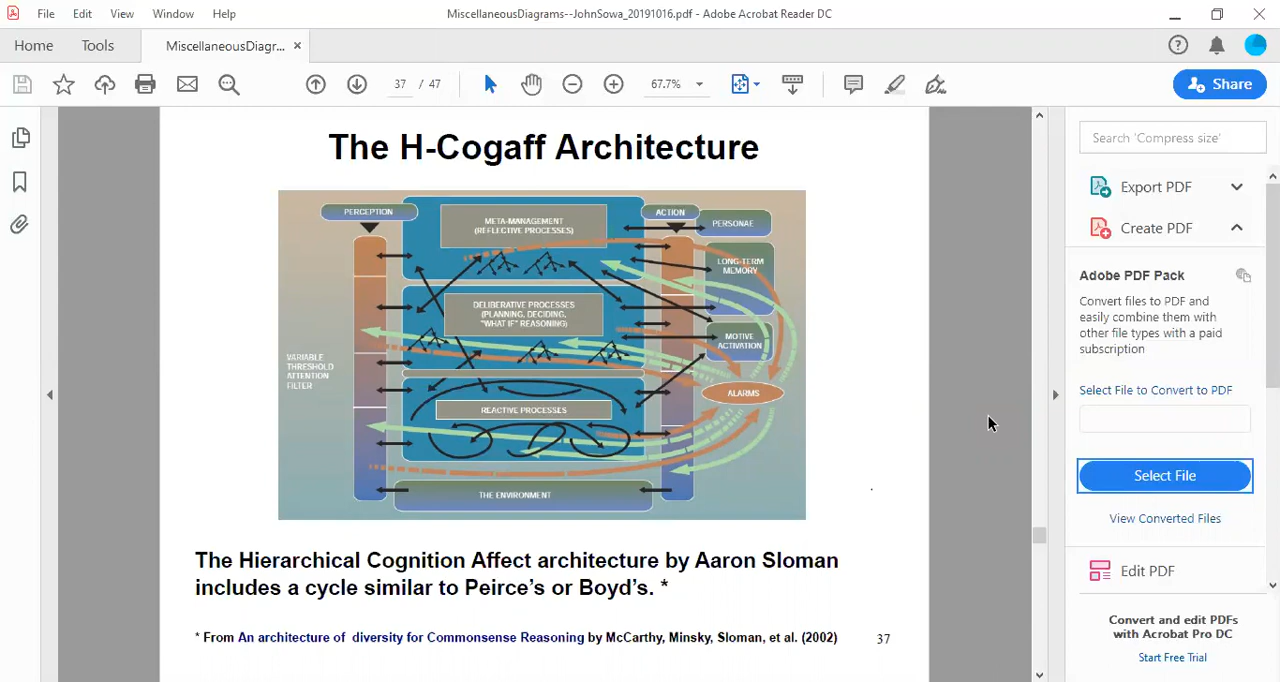 File Edit View Window Help
MiscellaneousDiagrams--JohnSowa_20191016.pdf - Adobe Acrobat Reader DC
Home Tools MiscellaneousDiagr... ×
37 / 47 67.7% Share
The H-Cogaff Architecture
PERCEPTION
META-MANAGEMENT
(REFLECTIVE PROCESSES)
ACTION
PERSONAE
LONG-TERM
MEMORY
DELIBERATIVE PROCESSES
(PLANNING, DECIDING,
"WHAT IF" REASONING)
MOTIVE
ACTIVATION
VARIABLE
THRESHOLD
ATTENTION
FILTER
ALARMS
REACTIVE PROCESSES
THE ENVIRONMENT
The Hierarchical Cognition Affect architecture by Aaron Sloman
includes a cycle similar to Peirce's or Boyd's. *
* From An architecture of diversity for Commonsense Reasoning by McCarthy, Minsky, Sloman, et al. (2002)
37
Search 'Compress size'
Export PDF
Create PDF
Adobe PDF Pack
Convert files to PDF and
easily combine them with
other file types with a paid
subscription
Select File to Convert to PDF
Select File
View Converted Files
Edit PDF
Convert and edit PDFs
with Acrobat Pro DC
Start Free Trial